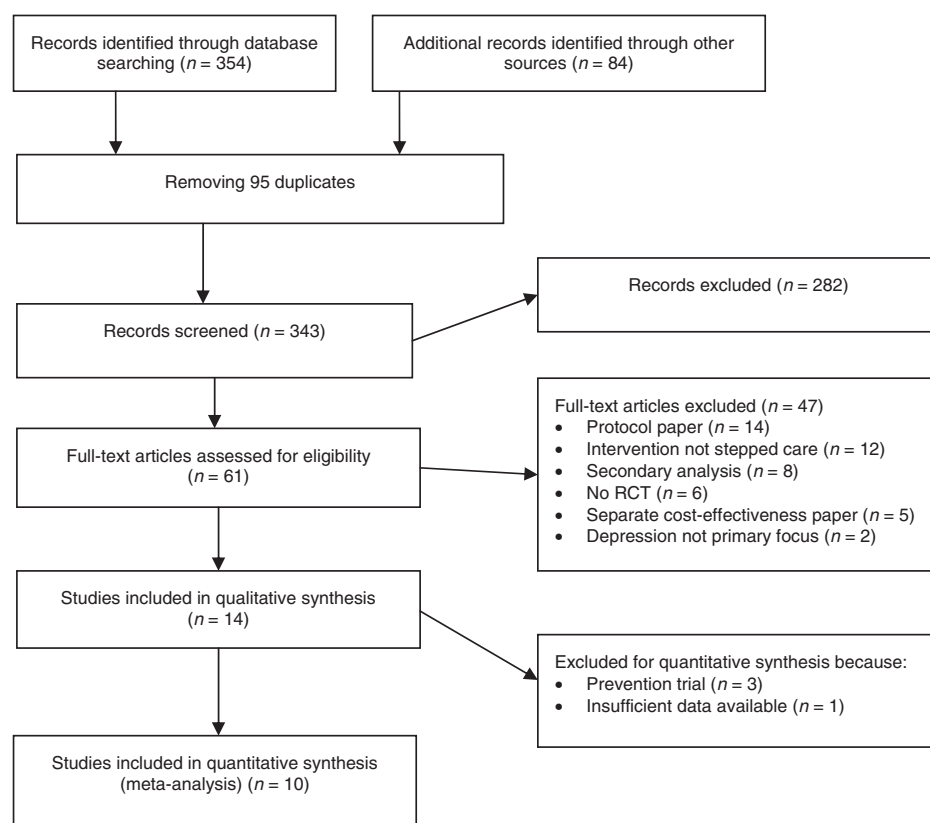 Records identified through database
searching (n = 354)
Additional records identified through other
sources (n = 84)
Removing 95 duplicates
Records screened (n = 343)
Records excluded (n = 282)
Full-text articles assessed for eligibility
(n = 61)
Full-text articles excluded (n = 47)
• Protocol paper (n = 14)
• Intervention not stepped care (n = 12)
• Secondary analysis (n = 8)
• No RCT (n = 6)
• Separate cost-effectiveness paper (n = 5)
• Depression not primary focus (n = 2)
Studies included in qualitative synthesis
(n = 14)
Excluded for quantitative synthesis because:
• Prevention trial (n = 3)
• Insufficient data available (n = 1)
Studies included in quantitative synthesis
(meta-analysis) (n = 10)